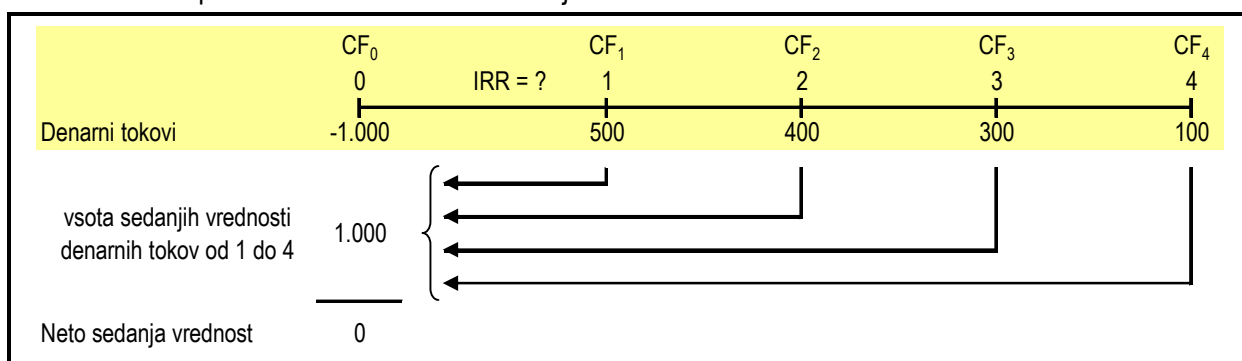 CF₀ CF₁ CF₂ CF₃ CF₄
0 IRR = ? 1 2 3 4
Denarni tokovi -1.000 500 400 300 100
vsota sedanjih vrednosti
denarnih tokov od 1 do 4 1.000
Neto sedanja vrednost 0